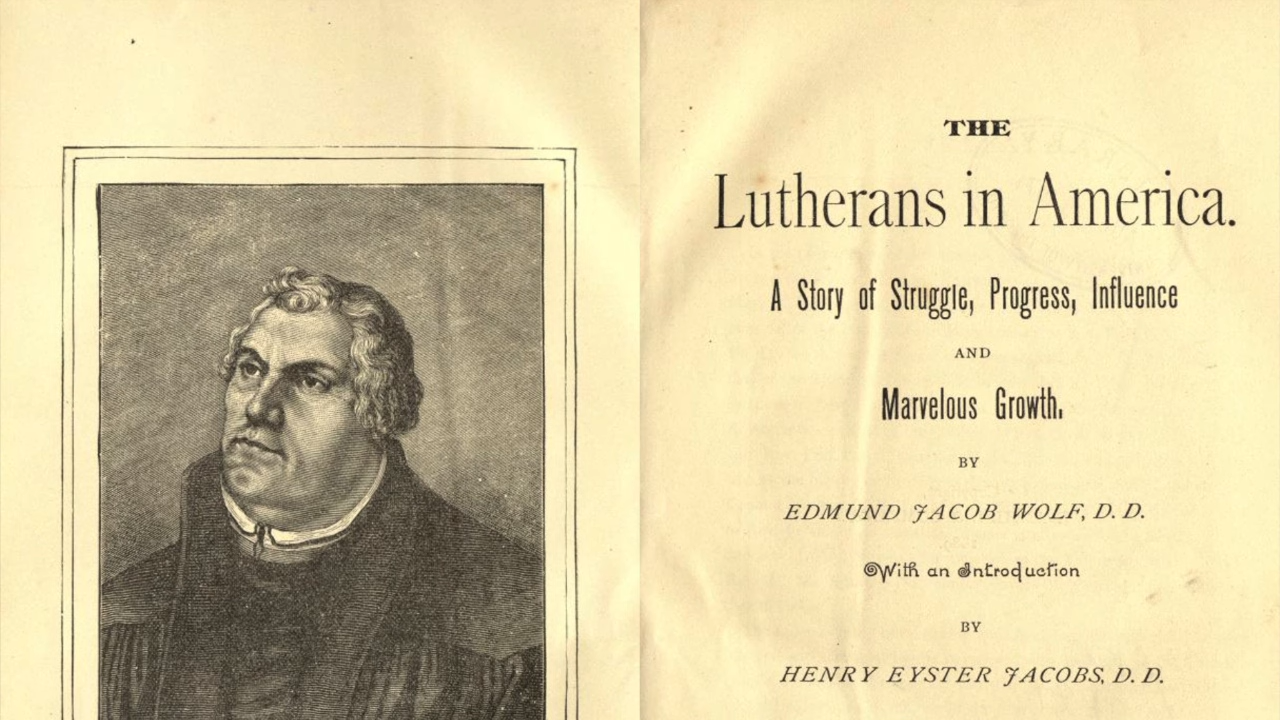 THE
Lutherans in America.
A Story of Struggle, Progress, Influence
AND
Marvelous Growth.
BY
EDMUND JACOB WOLF, D. D.
With an Introduction
BY
HENRY EYSTER JACOBS, D. D.